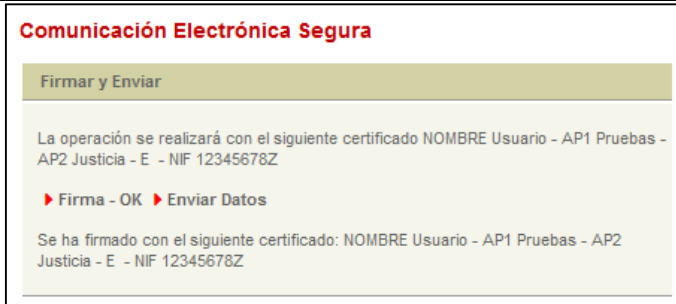 Comunicación Electrónica Segura
Firmar y Enviar
La operación se realizará con el siguiente certificado NOMBRE Usuario - AP1 Pruebas -
AP2 Justicia - E - NIF 12345678Z
Firma - OK Enviar Datos
Se ha firmado con el siguiente certificado: NOMBRE Usuario - AP1 Pruebas - AP2
Justicia - E - NIF 12345678Z